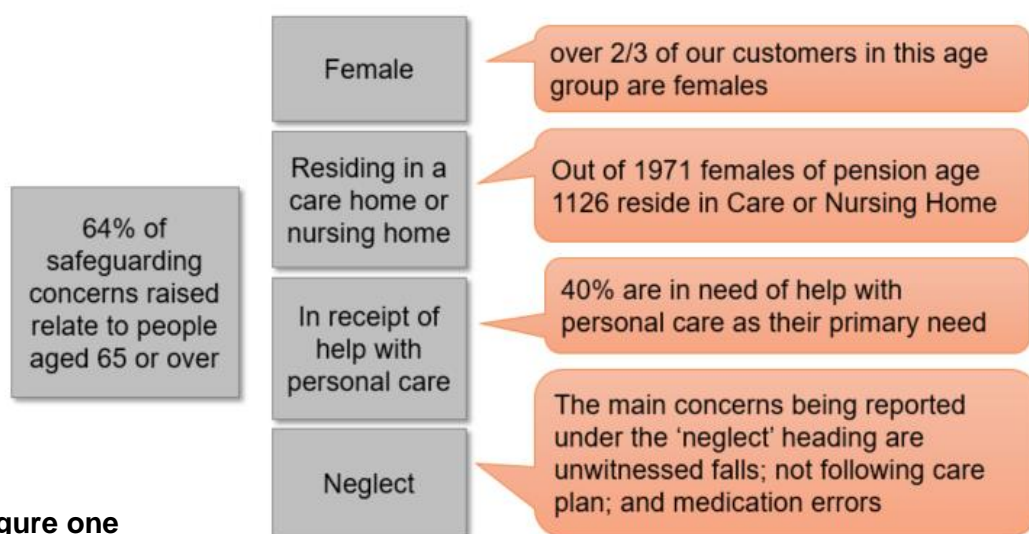 64% of
safeguarding
concerns raised
relate to people
aged 65 or over
Female
over 2/3 of our customers in this age
group are females
Residing in a
care home or
nursing home
Out of 1971 females of pension age
1126 reside in Care or Nursing Home
In receipt of
help with
personal care
40% are in need of help with
personal care as their primary need
Neglect
The main concerns being reported
under the ‘neglect’ heading are
unwitnessed falls; not following care
plan; and medication errors
gure one